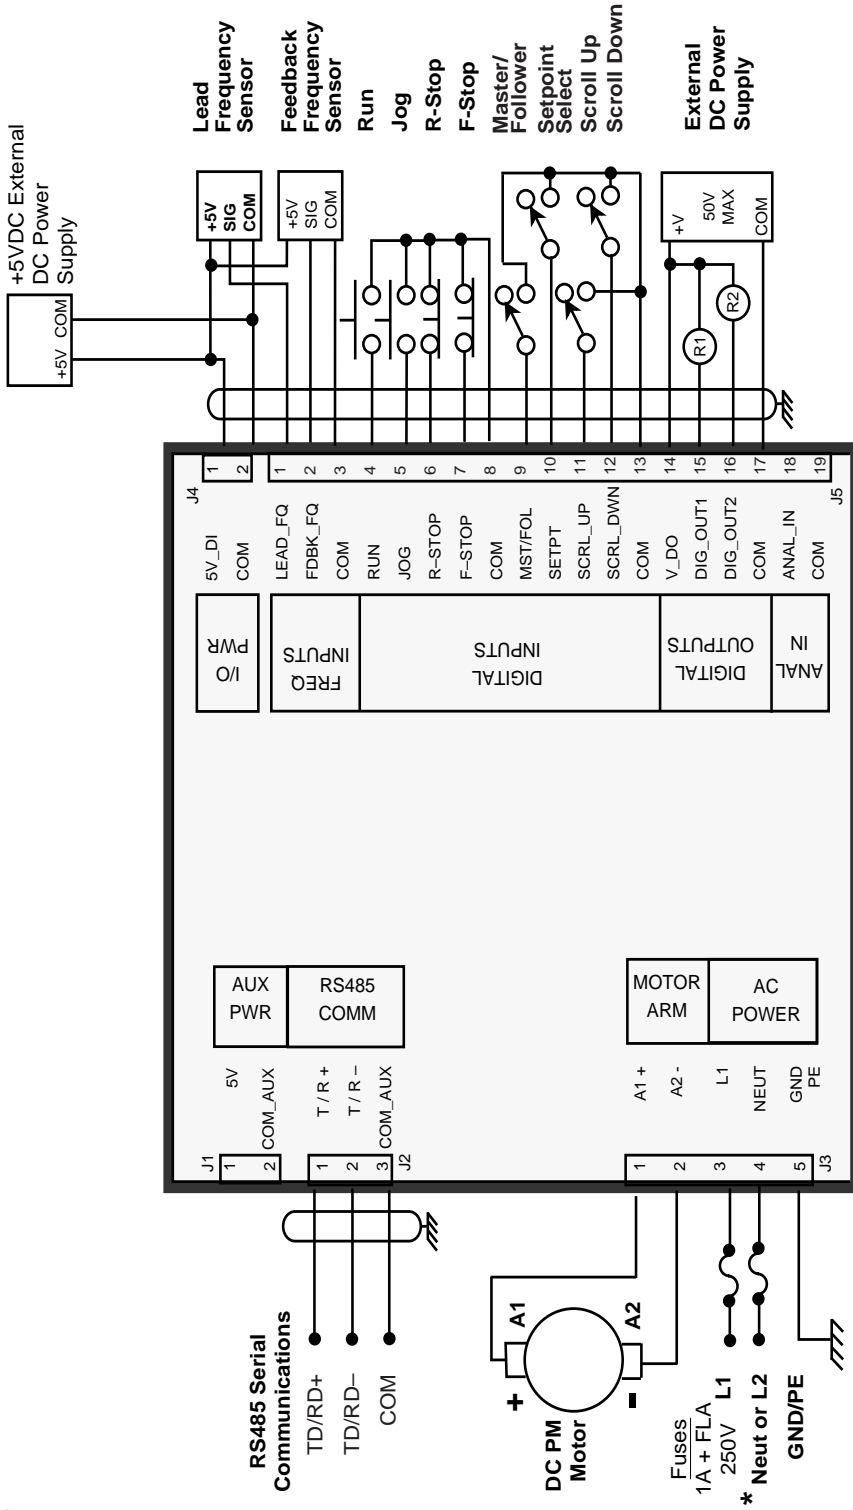 +5VDC External
DC Power
Supply
+5V
COM
Lead
Frequency
Sensor
+5V
SIG
COM
Feedback
Frequency
Sensor
+5V
SIG
COM
Run
Jog
R-Stop
F-Stop
Master/
Follower
Setpoint
Select
Scroll Up
Scroll Down
External
DC Power
Supply
+V
50V
MAX
COM
R1
R2
J4
1
2
5V_DI
COM
I/O
PWR
J5
1
2
3
4
5
6
7
8
9
10
11
12
13
14
15
16
17
18
19
LEAD_FQ
FDBK_FQ
COM
RUN
JOG
R–STOP
F–STOP
COM
MST/FOL
SETPT
SCRL_UP
SCRL_DWN
COM
V_DO
DIG_OUT1
DIG_OUT2
COM
ANAL_IN
COM
FREQ
INPUTS
DIGITAL
INPUTS
DIGITAL
OUTPUTS
ANAL
IN
AUX
PWR
RS485
COMM
MOTOR
ARM
AC
POWER
5V
COM_AUX
T / R +
T / R –
COM_AUX
A1 +
A2 -
L1
NEUT
GND
PE
J1
1
2
1
2
3
J2
1
2
3
4
5
J3
RS485 Serial
Communications
TD/RD+
TD/RD–
COM
A1
A2
+
-
DC PM
Motor
Fuses
1A + FLA
250V
L1
* Neut or L2
GND/PE